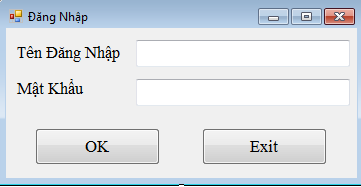 Đăng Nhập
Tên Đăng Nhập
Mật Khẩu
OK Exit